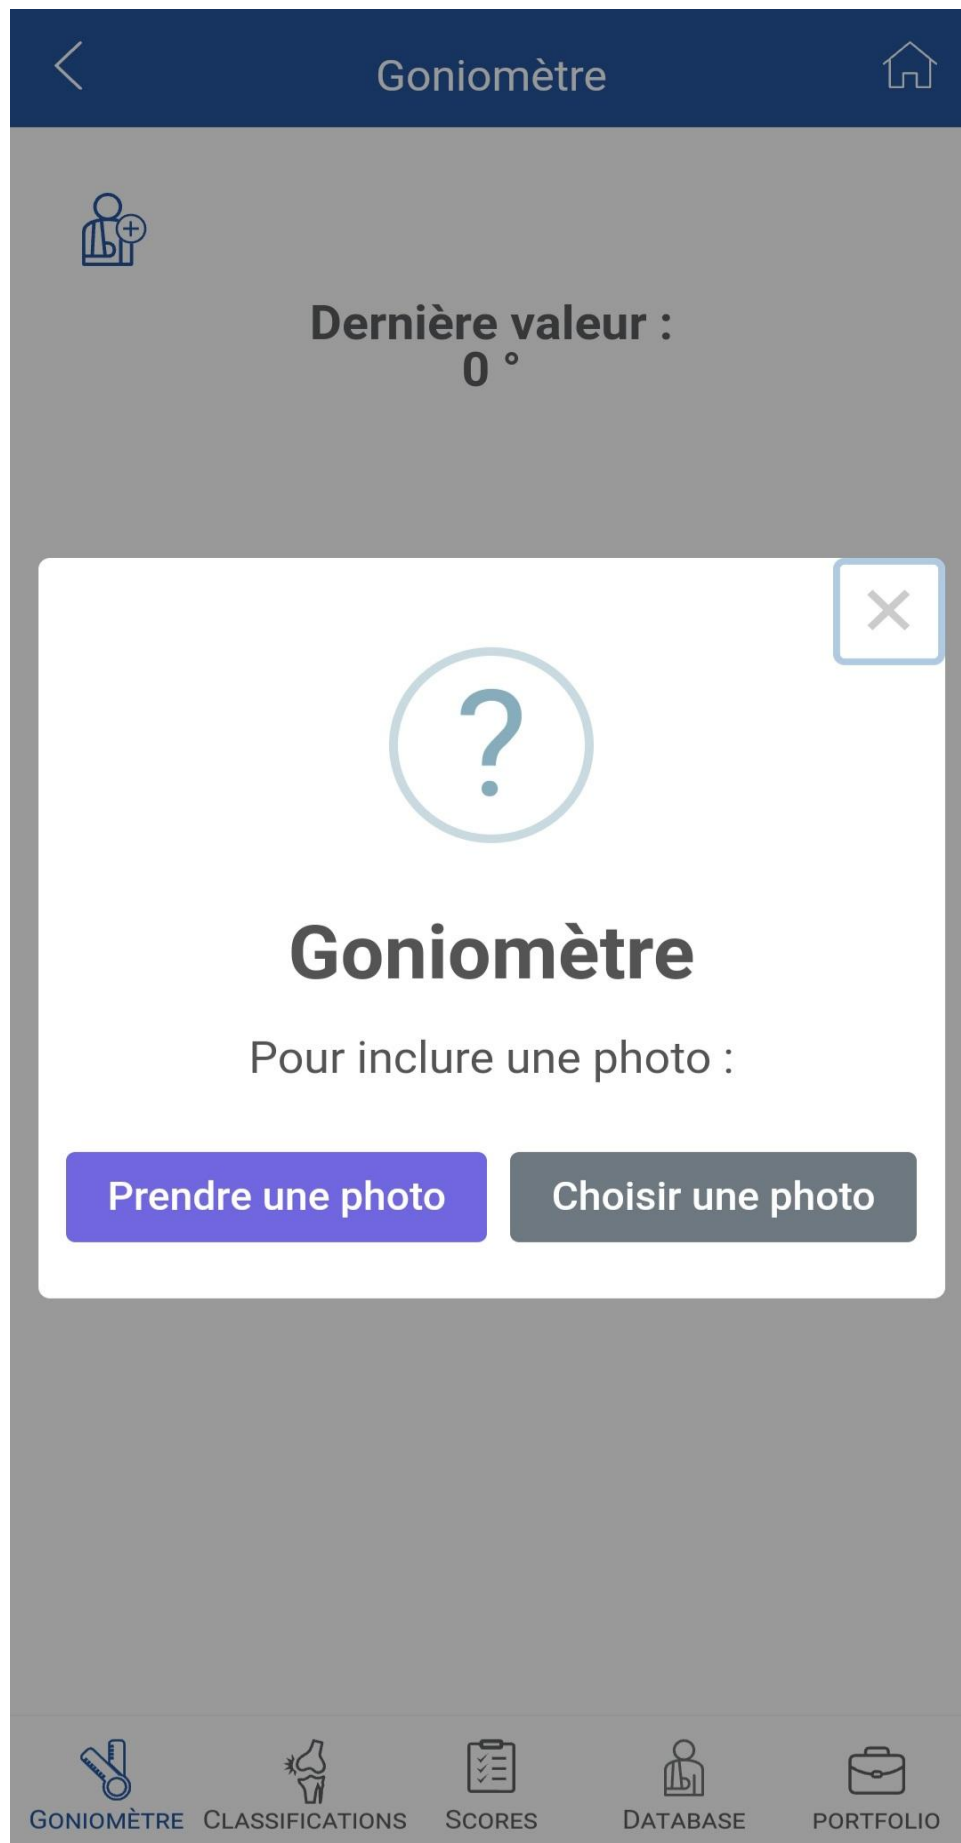 Goniomètre
Dernière valeur :
0 °
?
Goniomètre
Pour inclure une photo :
Prendre une photo
Choisir une photo
GONIOMÈTRE
CLASSIFICATIONS
SCORES
DATABASE
PORTFOLIO